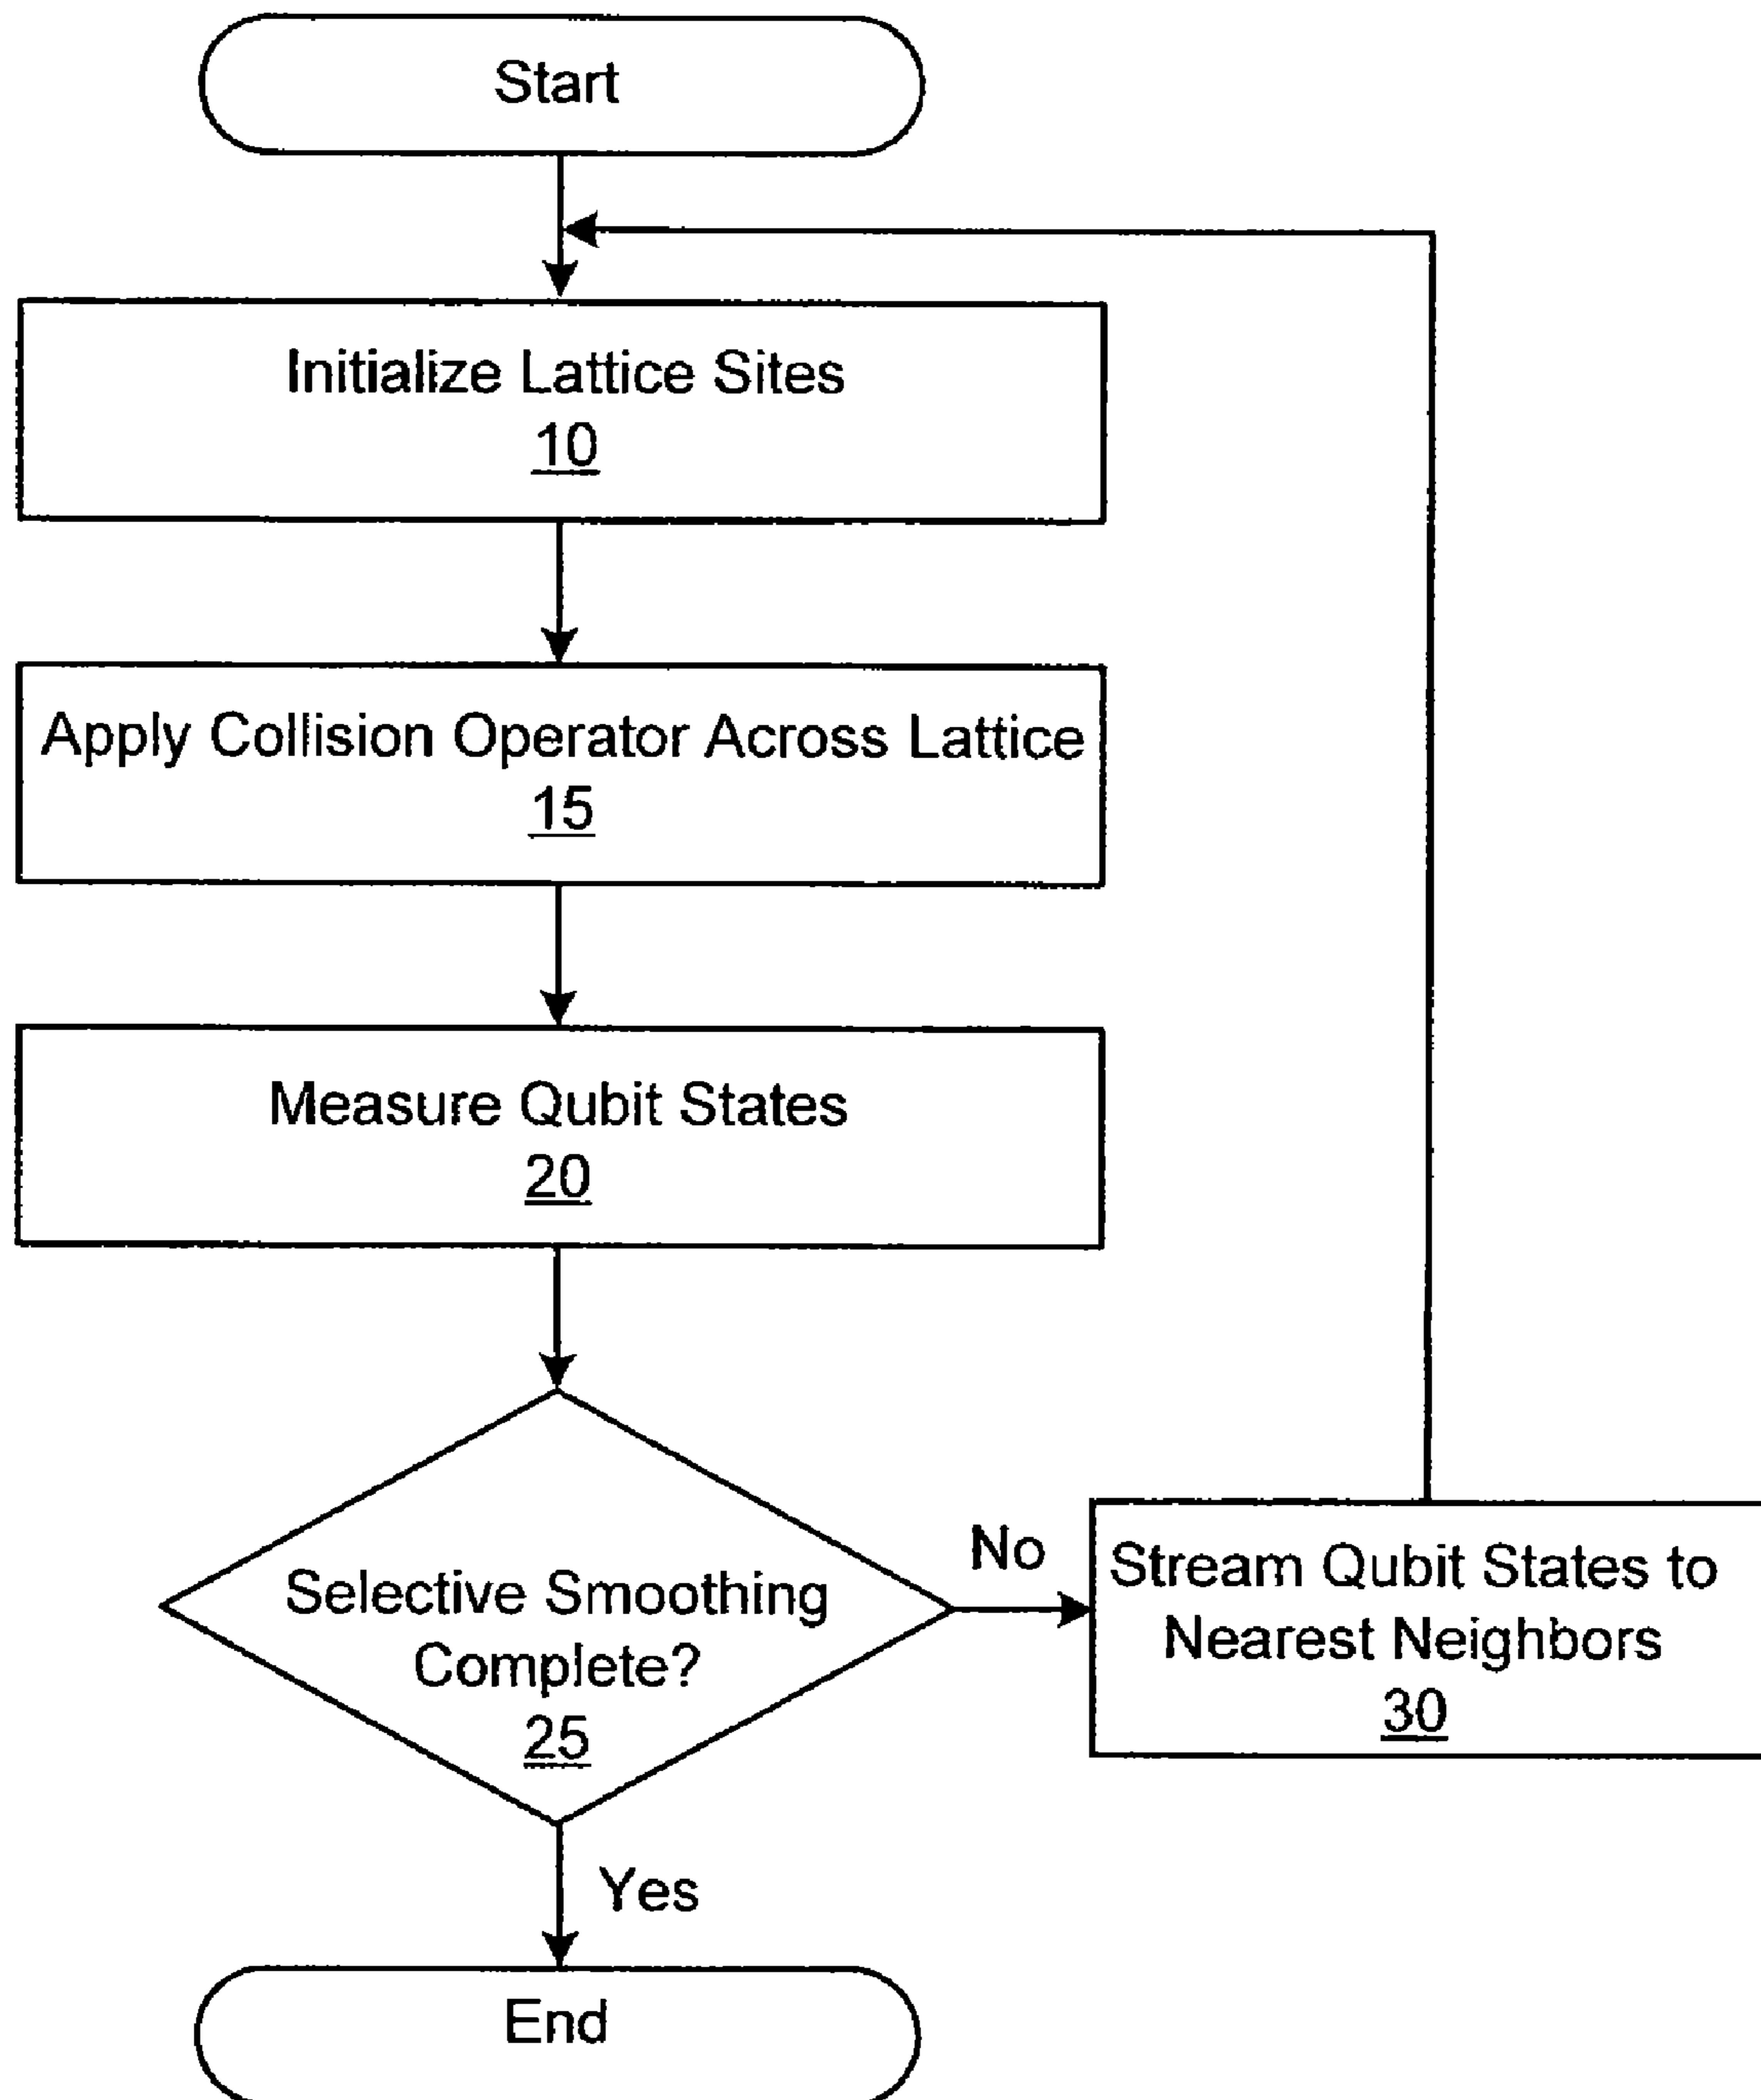 Start
Initialize Lattice Sites
10
Apply Collision Operator Across Lattice
15
Measure Qubit States
20
Selective Smoothing
Complete?
25
No
Stream Qubit States to
Nearest Neighbors
30
Yes
End